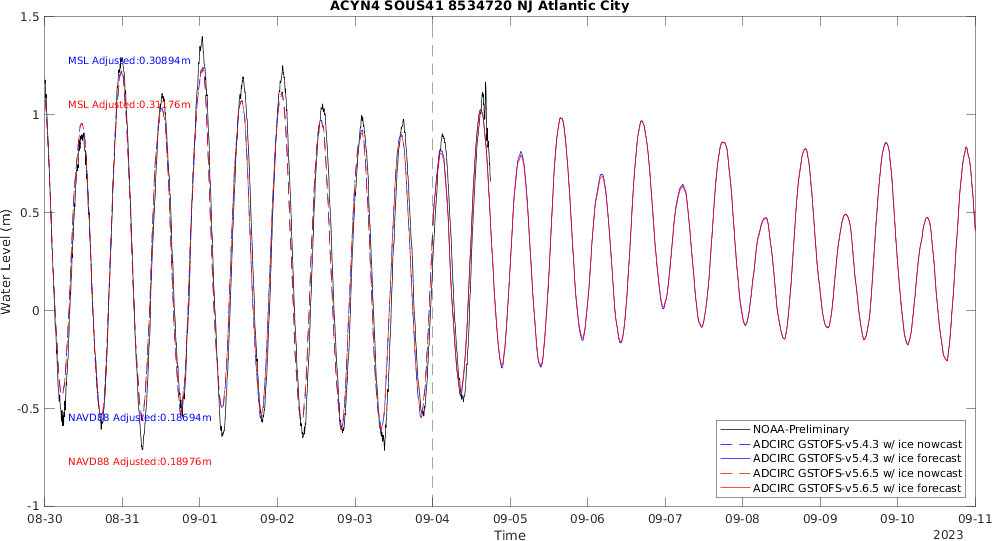 ACYN4 SOUS41 8534720 NJ Atlantic City
1.5
MSL Adjusted:0.30894m
MSL Adjusted:0.31176m
1
0.5
Water Level (m)
0
-0.5
NAVD88 Adjusted:0.18694m
NAVD88 Adjusted:0.18976m
-1
NOAA-Preliminary
ADCIRC GSTOFS-v5.4.3 w/ ice nowcast
ADCIRC GSTOFS-v5.4.3 w/ ice forecast
ADCIRC GSTOFS-v5.6.5 w/ ice nowcast
ADCIRC GSTOFS-v5.6.5 w/ ice forecast
08-30 08-31 09-01 09-02 09-03 09-04 09-05 09-06 09-07 09-08 09-09 09-10 09-11
Time
2023